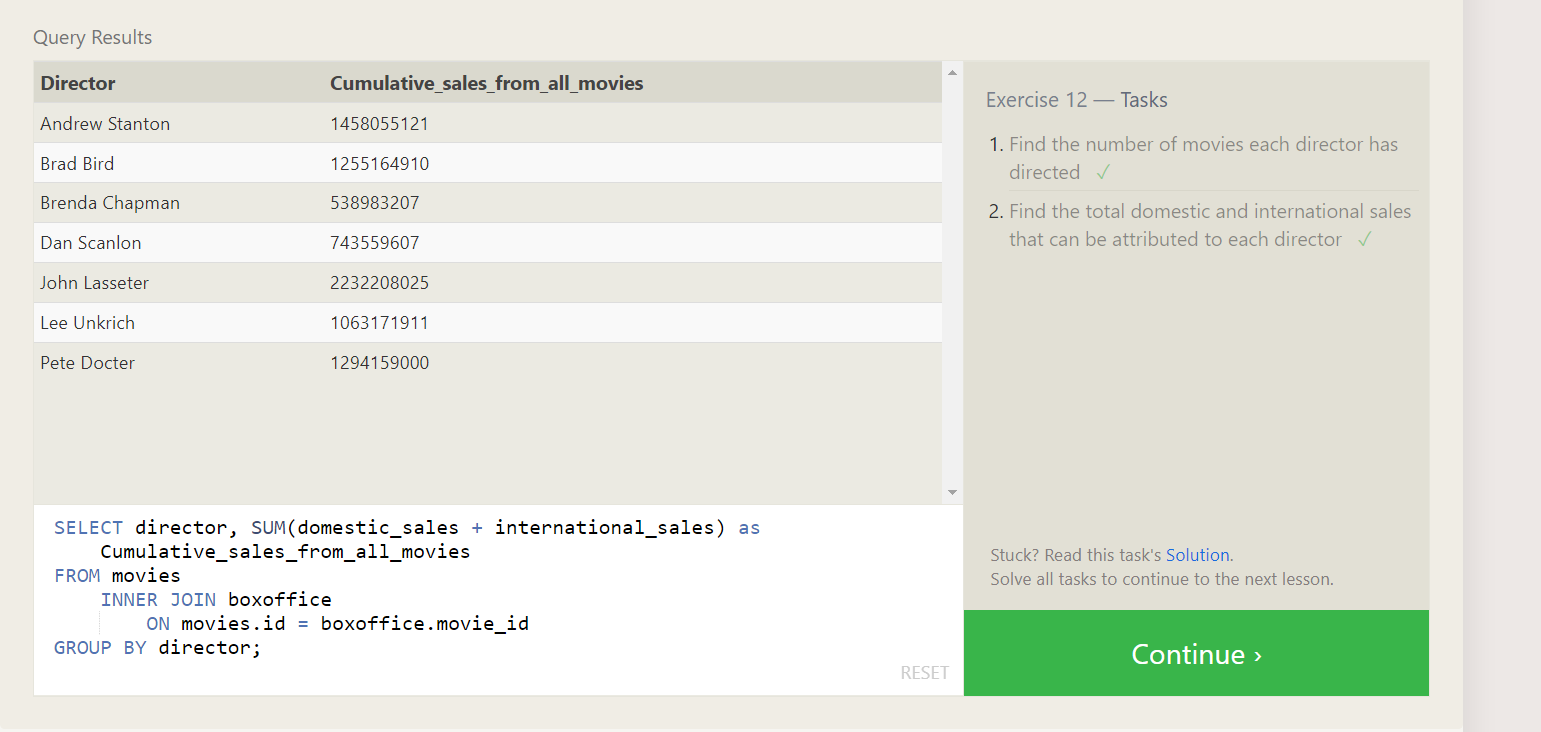 Query Results
Director Cumulative_sales_from_all_movies
Andrew Stanton 1458055121
Brad Bird 1255164910
Brenda Chapman 538983207
Dan Scanlon 743559607
John Lasseter 2232208025
Lee Unkrich 1063171911
Pete Docter 1294159000
SELECT director, SUM(domestic_sales + international_sales) as
Cumulative_sales_from_all_movies
FROM movies
INNER JOIN boxoffice
ON movies.id = boxoffice.movie_id
GROUP BY director;
RESET
Exercise 12 — Tasks
1. Find the number of movies each director has
directed ✓
2. Find the total domestic and international sales
that can be attributed to each director ✓
Stuck? Read this task's Solution.
Solve all tasks to continue to the next lesson.
Continue ›